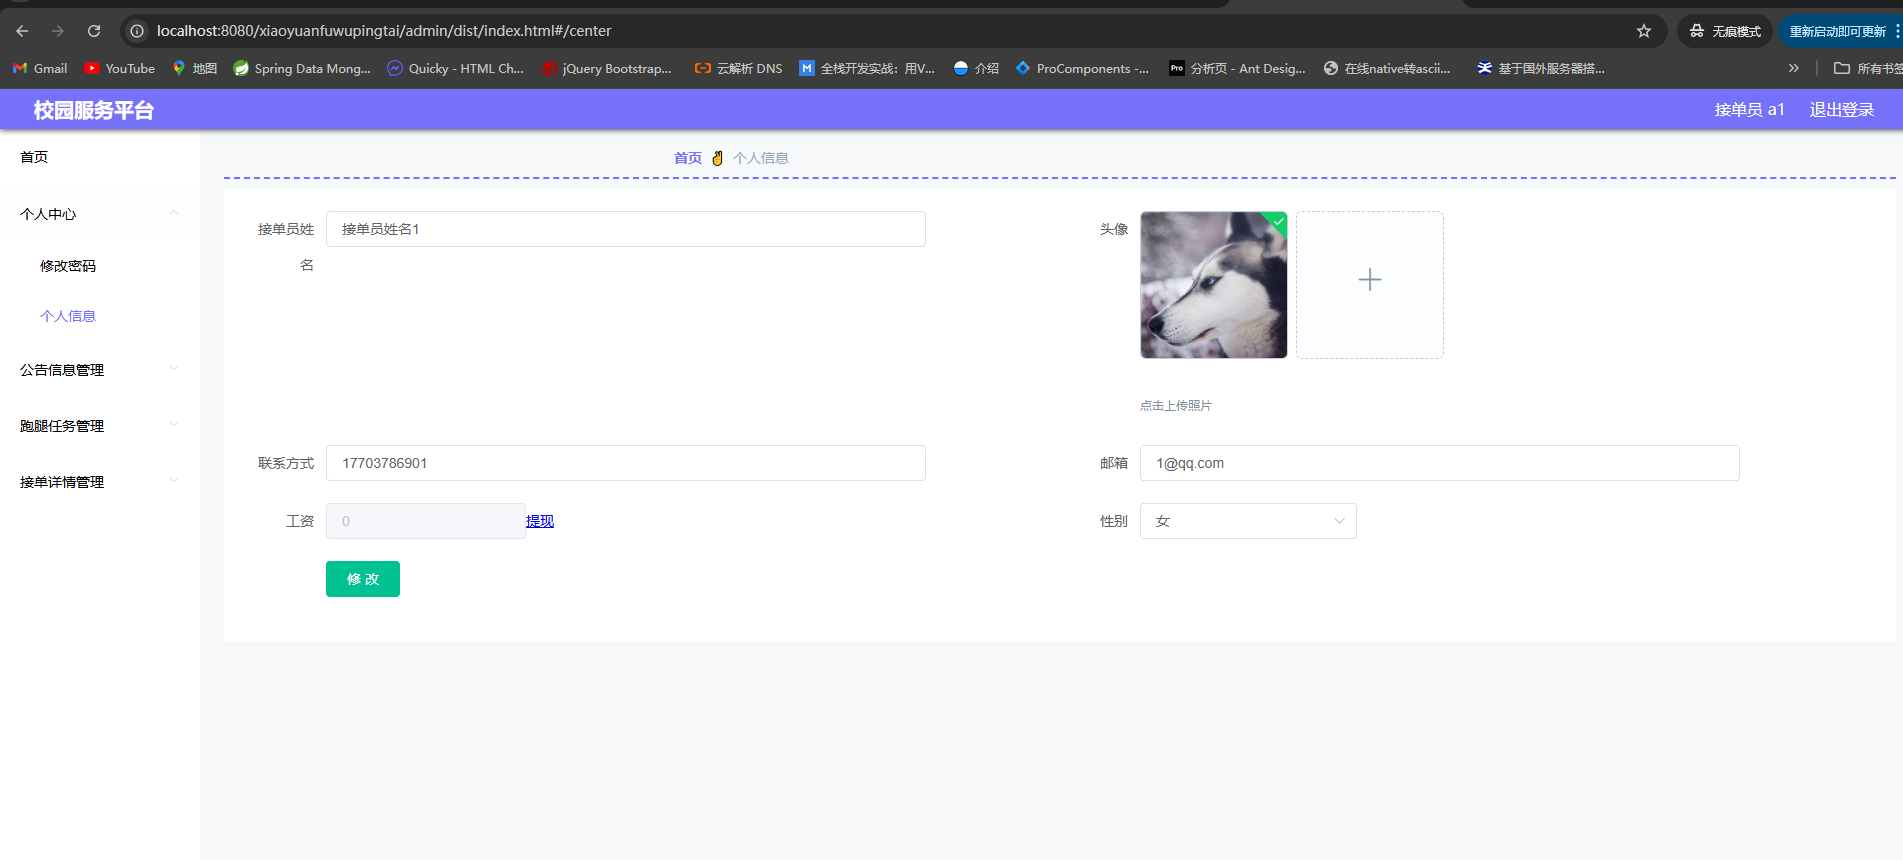 localhost:8080/xiaoyuanfuwupingtai/admin/dist/index.html#/center
无痕模式
重新启动即可更新
Gmail
YouTube
地图
Spring Data Mong...
Quicky - HTML Ch...
jQuery Bootstrap...
云解析 DNS
M
全栈开发实战：用V...
介绍
ProComponents -...
Pro
分析页 - Ant Desig...
在线native转ascii...
基于国外服务器搭...
所有书签
校园服务平台
接单员 a1
退出登录
首页
个人中心
修改密码
个人信息
公告信息管理
跑腿任务管理
接单详情管理
首页
个人信息
接单员姓
名
接单员姓名1
头像
点击上传照片
联系方式
17703786901
邮箱
1@qq.com
工资
0
提现
性别
女
修 改